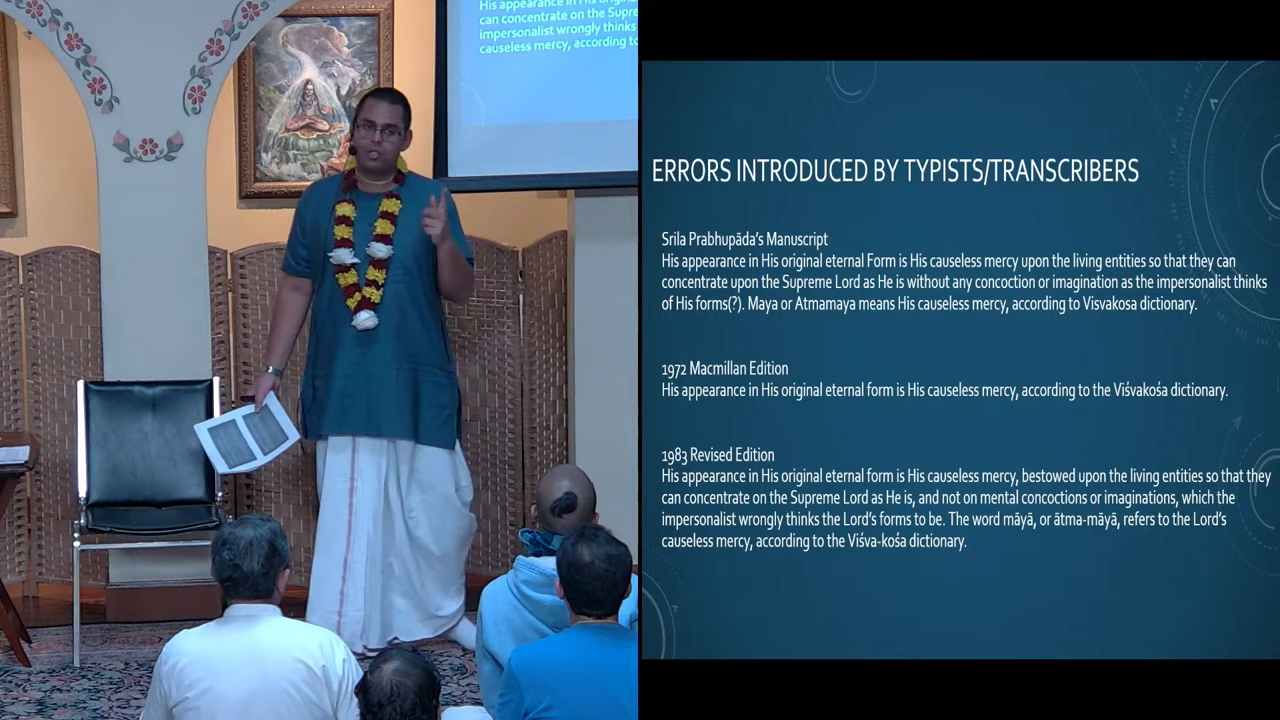 His appearance in His origina
can concentrate on the Supre
impersonalist wrongly thinks
causeless mercy, according to
ERRORS INTRODUCED BY TYPISTS/TRANSCRIBERS
Srila Prabhupāda's Manuscript
His appearance in His original eternal Form is His causeless mercy upon the living entities so that they can
concentrate upon the Supreme Lord as He is without any concoction or imagination as the impersonalist thinks
of His forms(?). Maya or Atmamaya means His causeless mercy, according to Visvakosa dictionary.
1972 Macmillan Edition
His appearance in His original eternal form is His causeless mercy, according to the Viśvakośa dictionary.
1983 Revised Edition
His appearance in His original eternal form is His causeless mercy, bestowed upon the living entities so that they
can concentrate on the Supreme Lord as He is, and not on mental concoctions or imaginations, which the
impersonalist wrongly thinks the Lord's forms to be. The word māyā, or ātma-māyā, refers to the Lord's
causeless mercy, according to the Viśva-kośa dictionary.